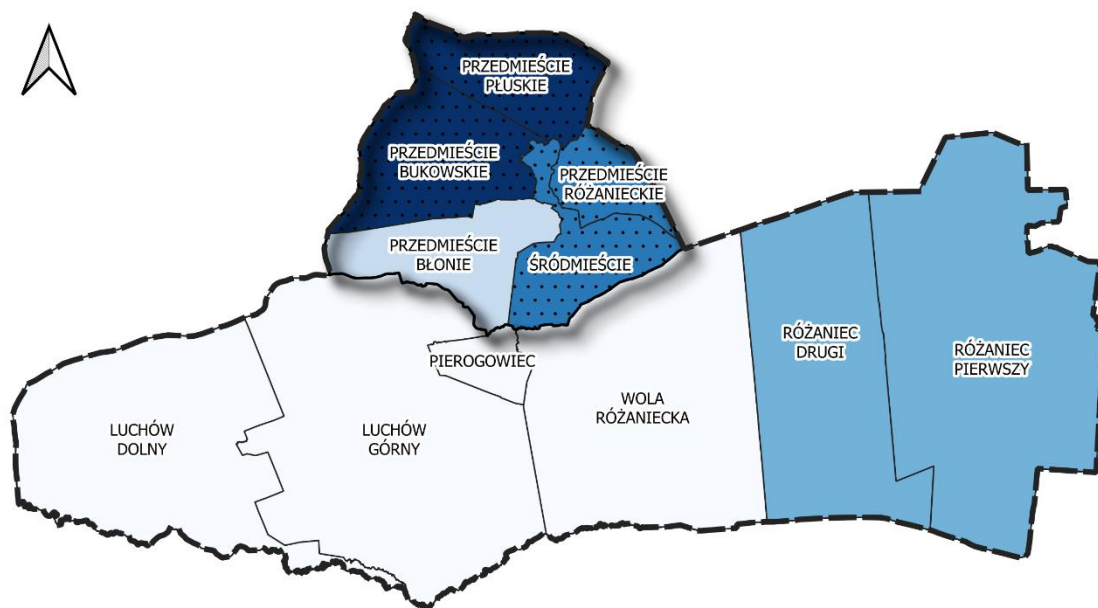 PRZEDMIEŚCIE
PŁUSKIE
PRZEDMIEŚCIE
BUKOWSKIE
PRZEDMIEŚCIE
RÓŻANIECKIE
PRZEDMIEŚCIE
BŁONIE
ŚRÓDMIEŚCIE
RÓŻANIEC
DRUGI
RÓŻANIEC
PIERWSZY
PIEROGOWIEC
WOLA
RÓŻANIECKA
LUCHÓW
DOLNY
LUCHÓW
GÓRNY